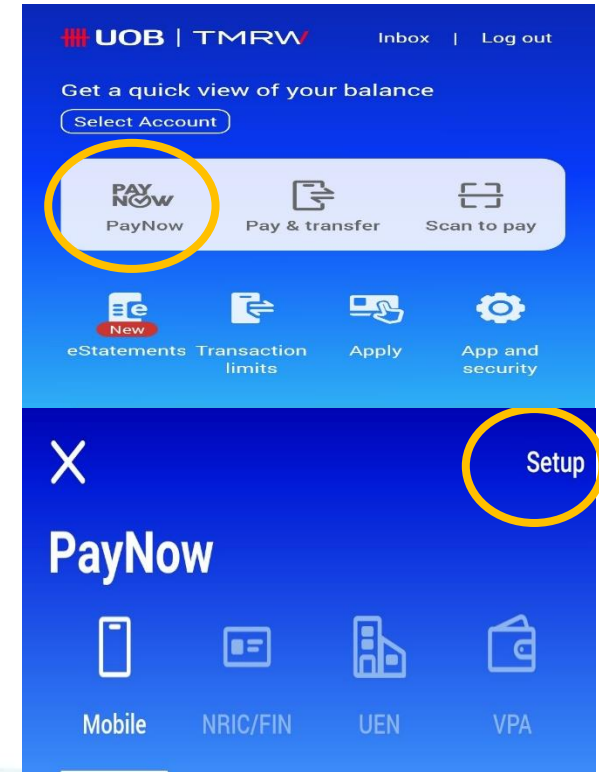 UOB | TMRW Inbox | Log out
Get a quick view of your balance
Select Account
PAY
NOW
PayNow Pay & transfer Scan to pay
New
eStatements Transaction limits Apply App and security
X Setup
PayNow
Mobile NRIC/FIN UEN VPA